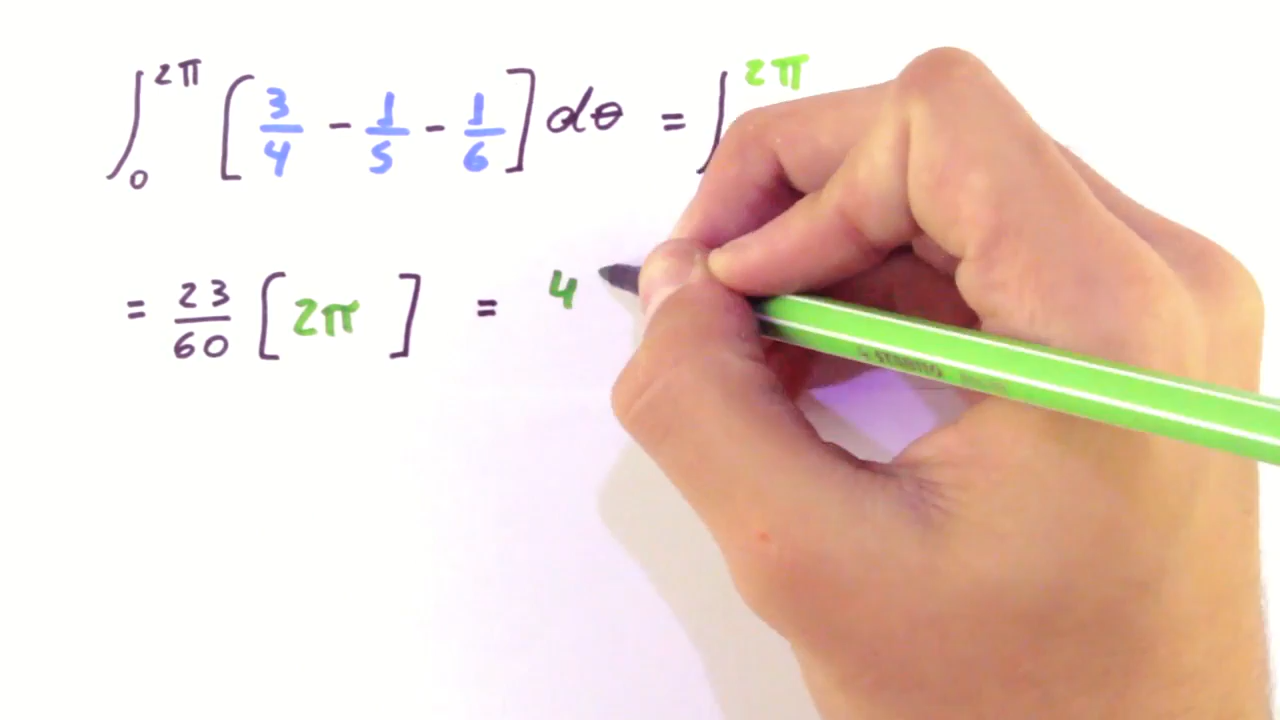 ∫₀^2π [3/4 - 1/5 - 1/6] dθ = ∫^2π
= 23/60 [2π ] = 4